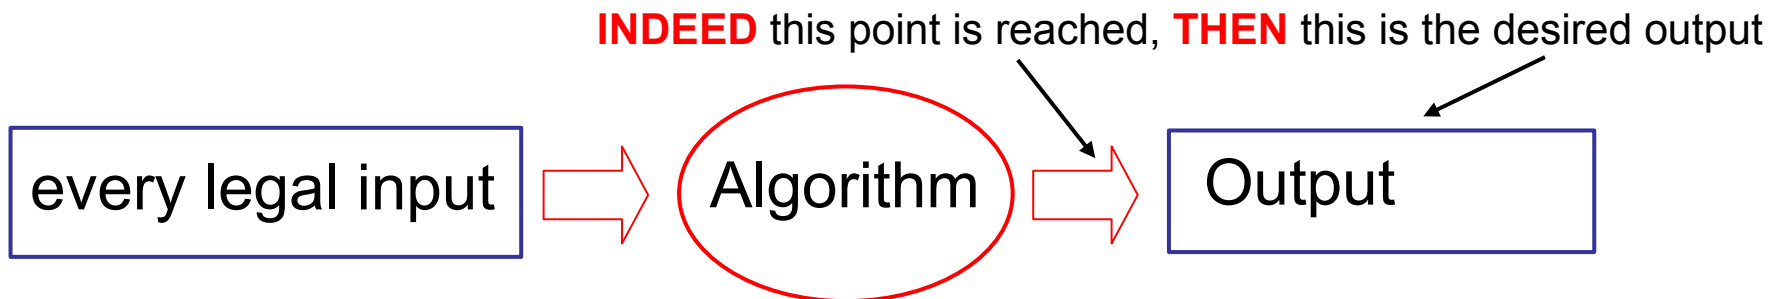 INDEED this point is reached, THEN this is the desired output
every legal input
Algorithm
Output